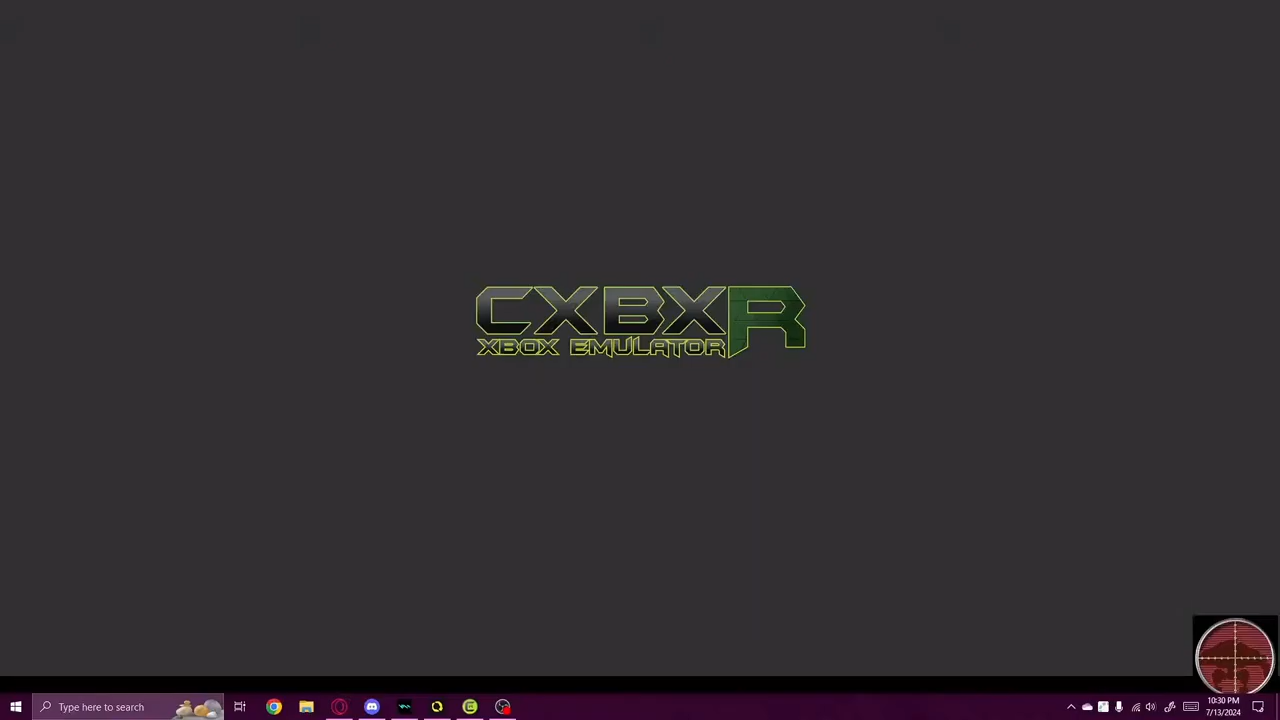 CXBXR
XBOX EMULATOR
Type here to search
10:30 PM
7/13/2024